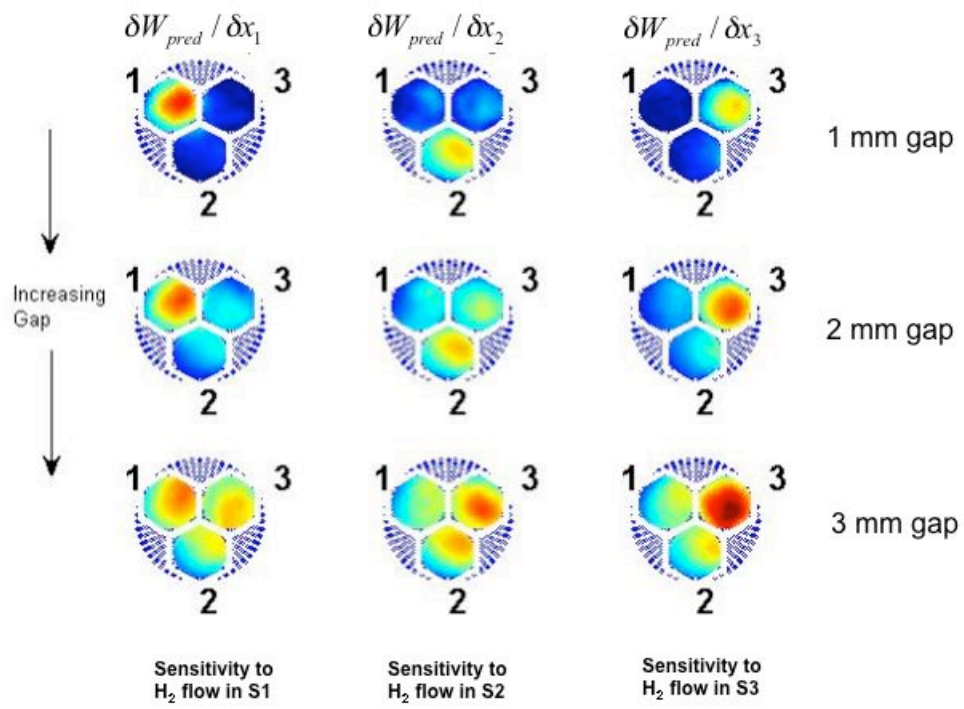 δW_pred / δx_1 δW_pred / δx_2 δW_pred / δx_3
1 3 1 3 1 3
1 mm gap
2 2 2
Increasing
Gap
1 3 1 3 1 3
2 mm gap
2 2 2
1 3 1 3 1 3
3 mm gap
2 2 2
Sensitivity to
H₂ flow in S1
Sensitivity to
H₂ flow in S2
Sensitivity to
H₂ flow in S3